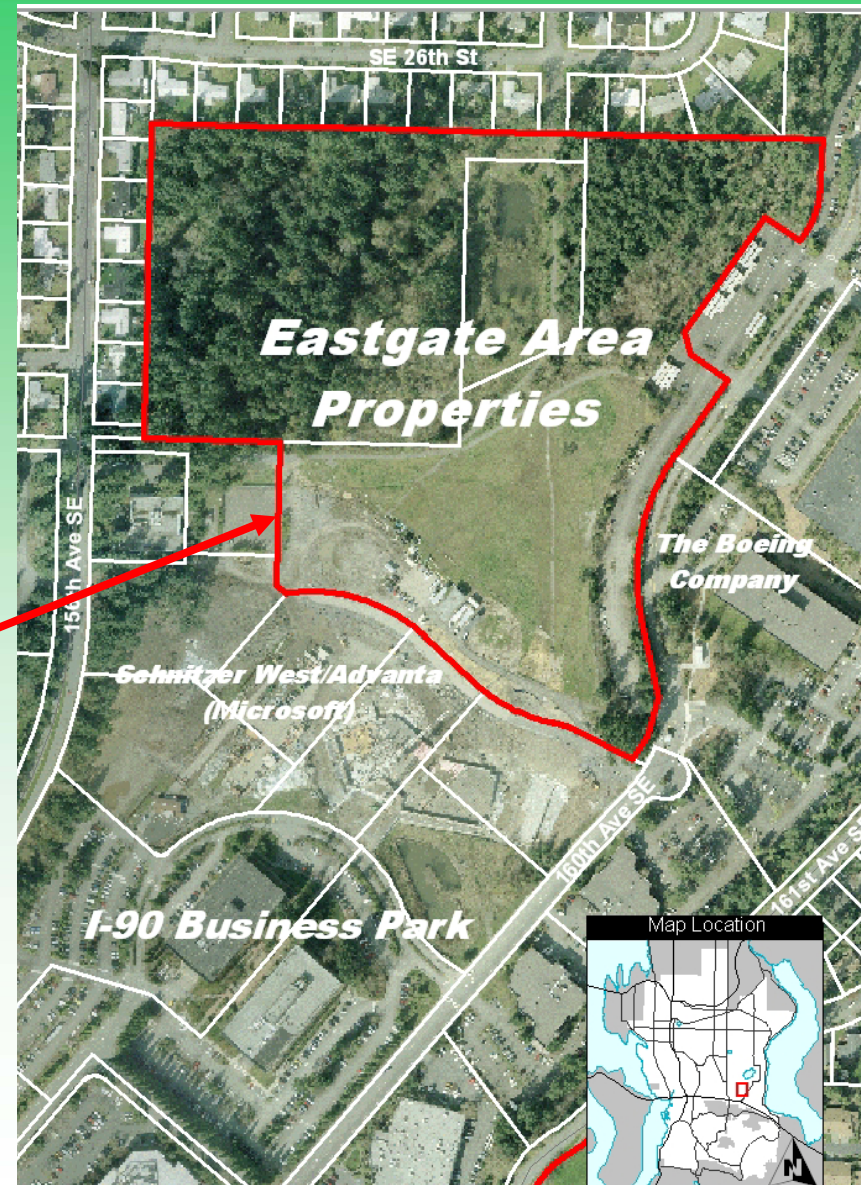 SE 26th St
Eastgate Area
Properties
156th Ave SE
The Boeing
Company
Schnitzer West/Advanta
(Microsoft)
160th Ave SE
161st Ave S
I-90 Business Park
Map Location
N